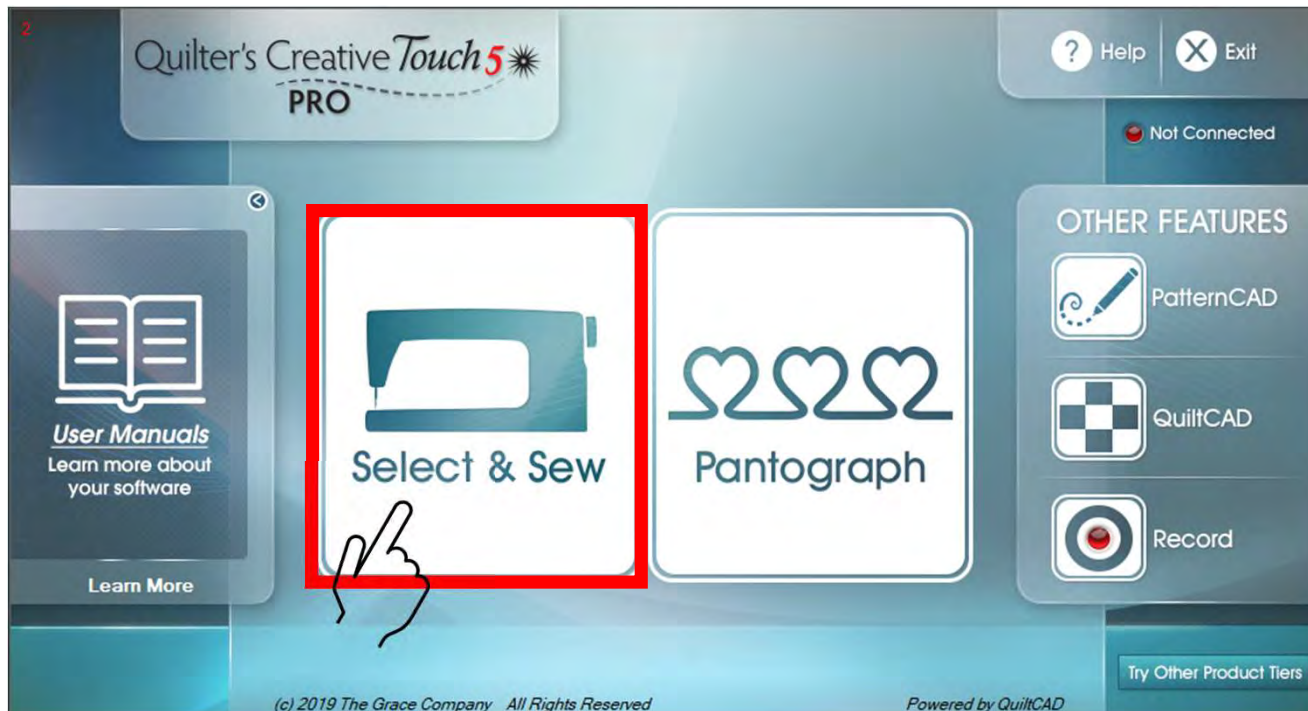 2
Quilter's Creative Touch 5
PRO
Help
Exit
Not Connected
User Manuals
Learn more about
your software
Learn More
Select & Sew
Pantograph
OTHER FEATURES
PatternCAD
QuiltCAD
Record
Try Other Product Tiers
(c) 2019 The Grace Company All Rights Reserved
Powered by QuiltCAD